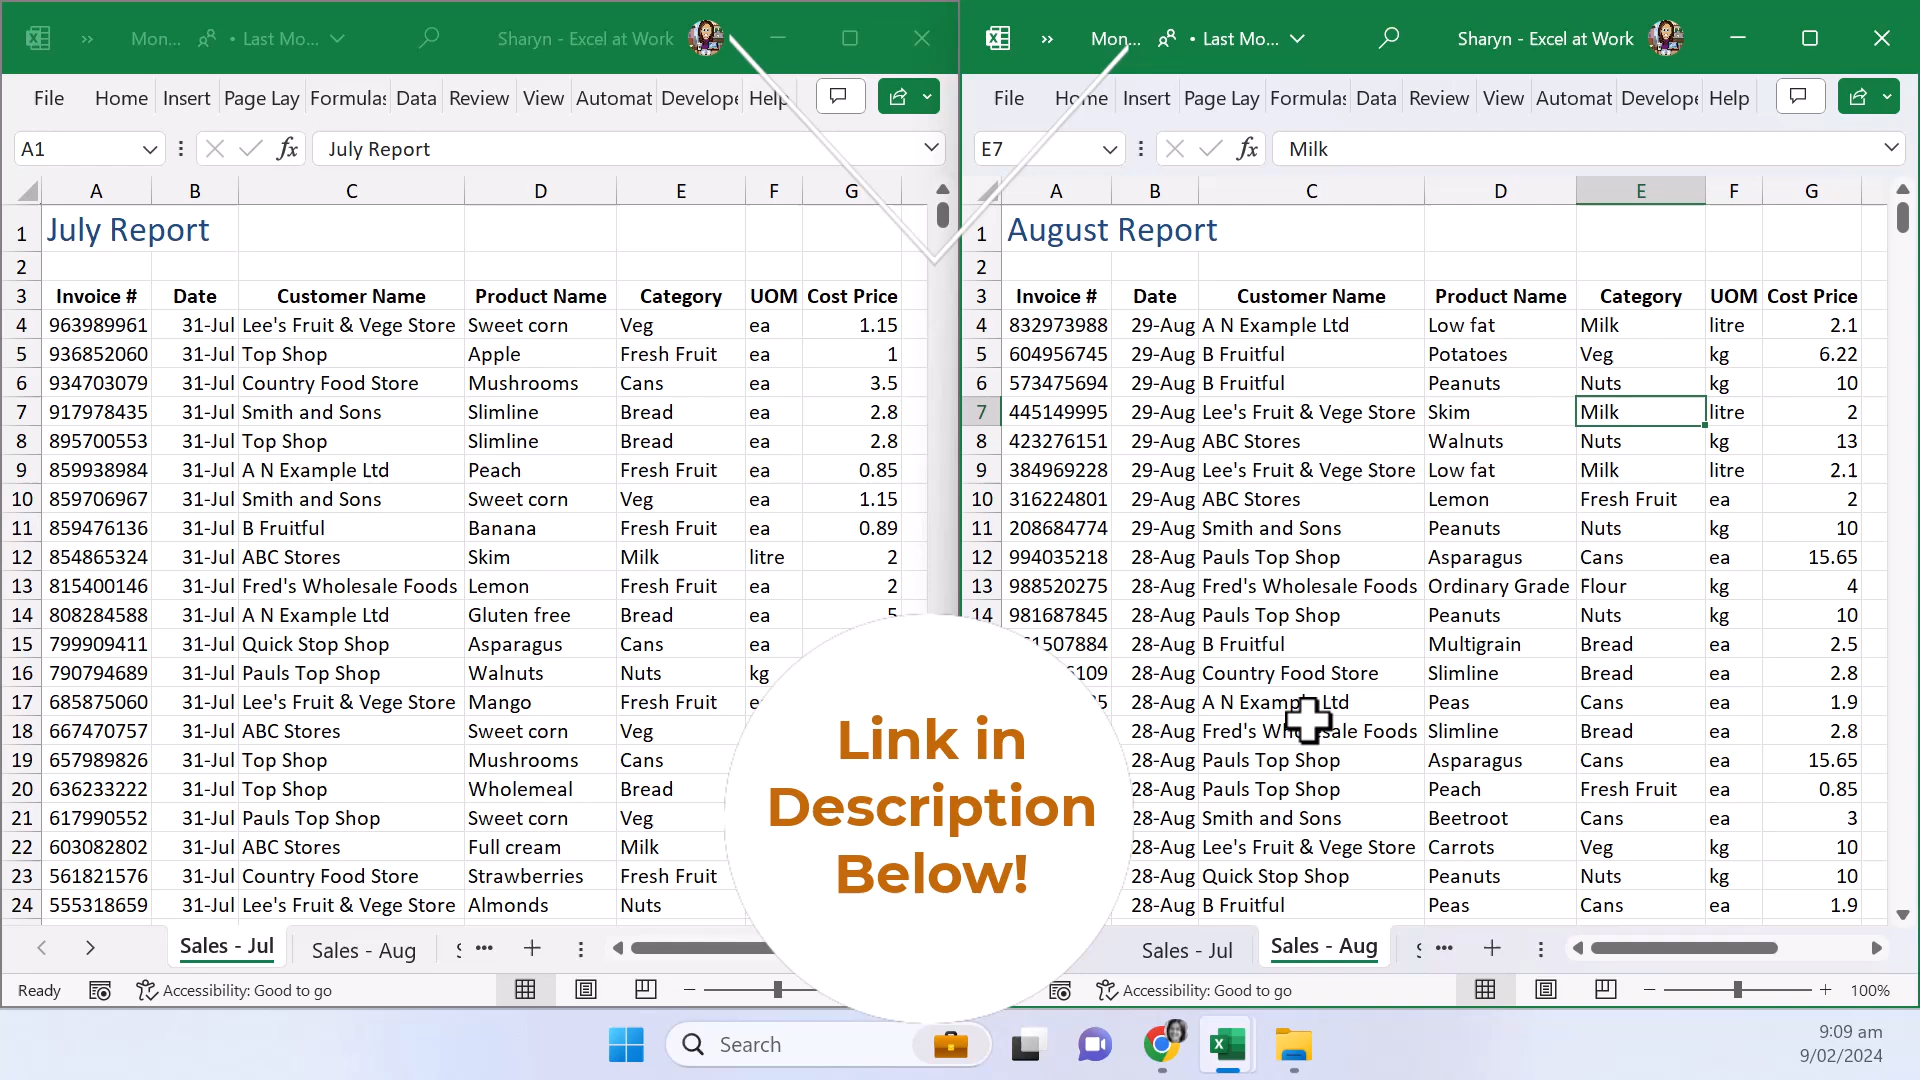 Mon... • Last Mo... Sharyn - Excel at Work
File Home Insert Page Lay Formulas Data Review View Automat Develope Help
A1 fx July Report
A B C D E F G
1 July Report
2
3 Invoice # Date Customer Name Product Name Category UOM Cost Price
4 963989961 31-Jul Lee's Fruit & Vege Store Sweet corn Veg ea 1.15
5 936852060 31-Jul Top Shop Apple Fresh Fruit ea 1
6 934703079 31-Jul Country Food Store Mushrooms Cans ea 3.5
7 917978435 31-Jul Smith and Sons Slimline Bread ea 2.8
8 895700553 31-Jul Top Shop Slimline Bread ea 2.8
9 859938984 31-Jul A N Example Ltd Peach Fresh Fruit ea 0.85
10 859706967 31-Jul Smith and Sons Sweet corn Veg ea 1.15
11 859476136 31-Jul B Fruitful Banana Fresh Fruit ea 0.89
12 854865324 31-Jul ABC Stores Skim Milk litre 2
13 815400146 31-Jul Fred's Wholesale Foods Lemon Fresh Fruit ea 2
14 808284588 31-Jul A N Example Ltd Gluten free Bread ea 5
15 799909411 31-Jul Quick Stop Shop Asparagus Cans ea
16 790794689 31-Jul Pauls Top Shop Walnuts Nuts kg
17 685875060 31-Jul Lee's Fruit & Vege Store Mango Fresh Fruit
18 667470757 31-Jul ABC Stores Sweet corn Veg
19 657989826 31-Jul Top Shop Mushrooms Cans
20 636233222 31-Jul Top Shop Wholemeal Bread
21 617990552 31-Jul Pauls Top Shop Sweet corn Veg
22 603082802 31-Jul ABC Stores Full cream Milk
23 561821576 31-Jul Country Food Store Strawberries Fresh Fruit
24 555318659 31-Jul Lee's Fruit & Vege Store Almonds Nuts
Sales - Jul Sales - Aug ...
Ready Accessibility: Good to go
Mon... • Last Mo... Sharyn - Excel at Work
File Home Insert Page Lay Formulas Data Review View Automat Develope Help
E7 fx Milk
A B C D E F G
1 August Report
2
3 Invoice # Date Customer Name Product Name Category UOM Cost Price
4 832973988 29-Aug A N Example Ltd Low fat Milk litre 2.1
5 604956745 29-Aug B Fruitful Potatoes Veg kg 6.22
6 573475694 29-Aug B Fruitful Peanuts Nuts kg 10
7 445149995 29-Aug Lee's Fruit & Vege Store Skim Milk litre 2
8 423276151 29-Aug ABC Stores Walnuts Nuts kg 13
9 384969228 29-Aug Lee's Fruit & Vege Store Low fat Milk litre 2.1
10 316224801 29-Aug ABC Stores Lemon Fresh Fruit ea 2
11 208684774 29-Aug Smith and Sons Peanuts Nuts kg 10
12 994035218 28-Aug Pauls Top Shop Asparagus Cans ea 15.65
13 988520275 28-Aug Fred's Wholesale Foods Ordinary Grade Flour kg 4
14 981687845 28-Aug Pauls Top Shop Peanuts Nuts kg 10
28-Aug B Fruitful Multigrain Bread ea 2.5
28-Aug Country Food Store Slimline Bread ea 2.8
28-Aug A N Example Ltd Peas Cans ea 1.9
28-Aug Fred's Wholesale Foods Slimline Bread ea 2.8
28-Aug Pauls Top Shop Asparagus Cans ea 15.65
28-Aug Pauls Top Shop Peach Fresh Fruit ea 0.85
28-Aug Smith and Sons Beetroot Cans ea 3
28-Aug Lee's Fruit & Vege Store Carrots Veg kg 10
28-Aug Quick Stop Shop Peanuts Nuts kg 10
28-Aug B Fruitful Peas Cans ea 1.9
Sales - Jul Sales - Aug ...
Accessibility: Good to go 100%
Link in
Description
Below!
Search
9:09 am
9/02/2024